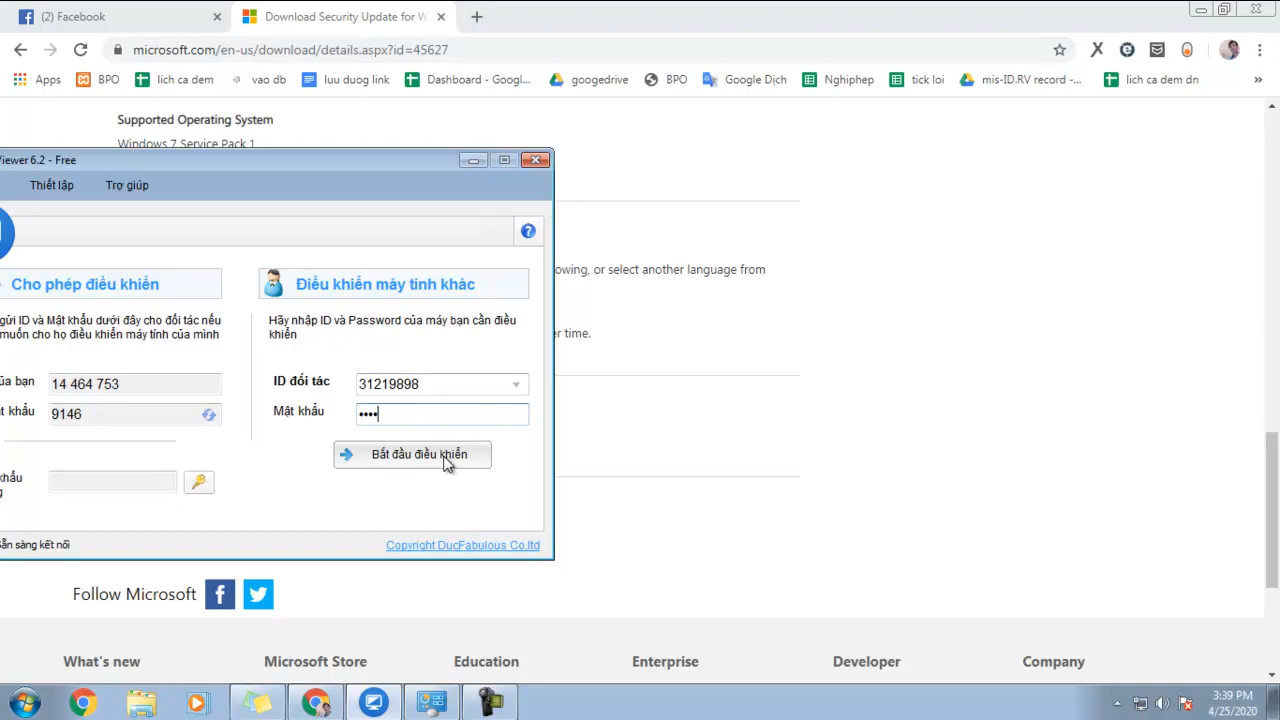 (2) Facebook
Download Security Update for W
microsoft.com/en-us/download/details.aspx?id=45627
Apps
BPO
lich ca dem
vao db
luu duog link
Dashboard - Googl...
googedrive
BPO
Google Dịch
Nghiphep
tick loi
mis-ID.RV record -...
lich ca dem dn
»
Supported Operating System
Windows 7 Service Pack 1
iewer 6.2 - Free
Thiết lập
Trợ giúp
Cho phép điều khiển
Điều khiển máy tính khác
gửi ID và Mật khẩu dưới đây cho đối tác nếu
muốn cho họ điều khiển máy tính của mình
Hãy nhập ID và Password của máy bạn cần điều
khiển
owing, or select another language from
er time.
ủa bạn
14 464 753
ID đối tác
31219898
t khẩu
9146
Mật khẩu
••••
Bắt đầu điều khiển
khẩu
g
Sẵn sàng kết nối
Copyright DucFabulous Co,ltd
Follow Microsoft
What's new
Microsoft Store
Education
Enterprise
Developer
Company
3:39 PM
4/25/2020